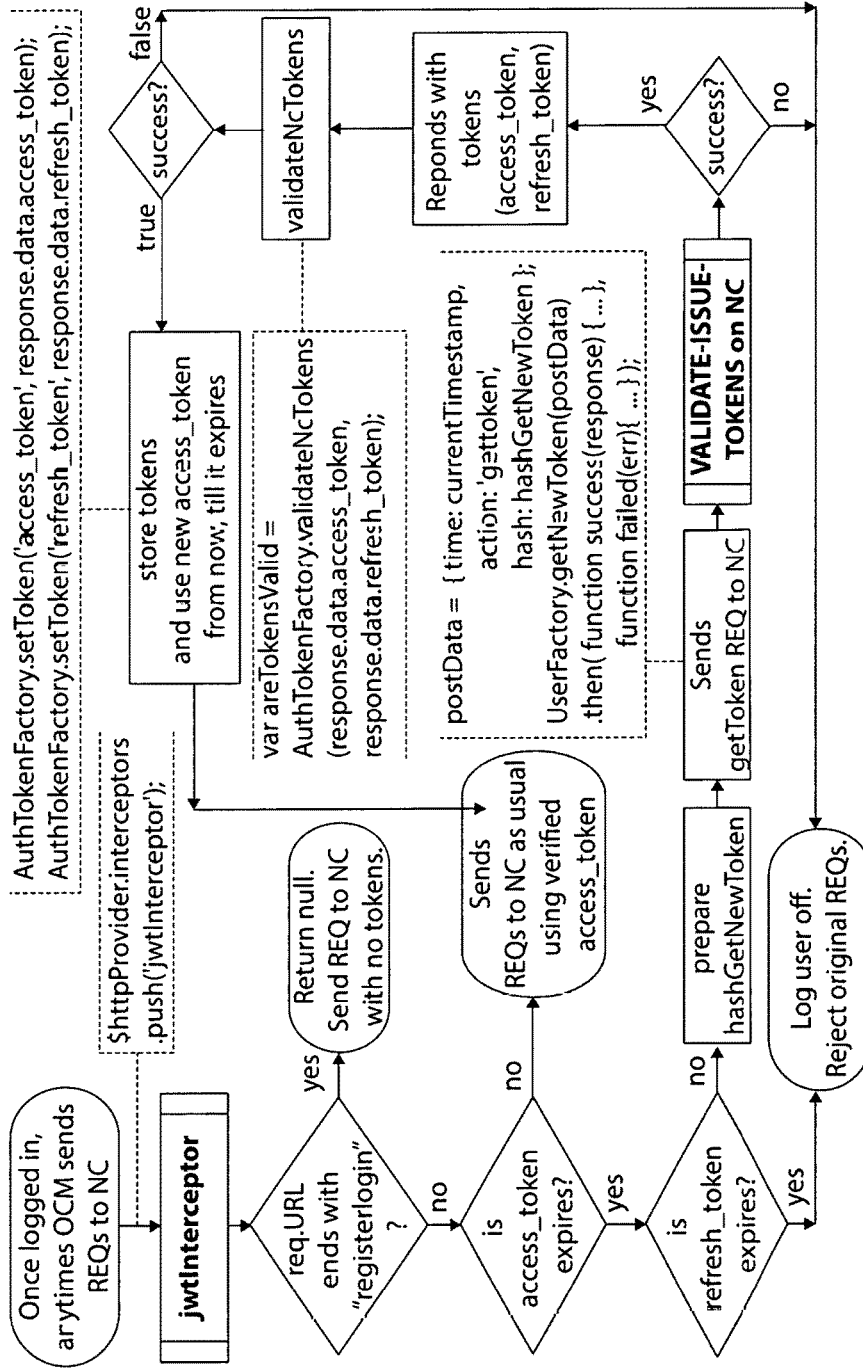 Once logged in,
arytimes OCM sends
REQs to NC
$httpProvider.interceptors
.push('jwtInterceptor');
jwtInterceptor
req.URL
ends with
"registerlogin"
?
yes
Return null.
Send REQ to NC
with no tokens.
no
is
access_token
expires?
no
Sends
REQs to NC as usual
using verified
access_token
yes
is
refresh_token
expires?
yes
Log user off.
Reject original REQs.
no
prepare
hashGetNewToken
Sends
getToken REQ to NC
postData = { time: currentTimestamp,
action: 'gettoken',
hash: hashGetNewToken };
UserFactory.getNewToken(postData)
.then( function success(response) { ... },
function failed(err){ ... } );
VALIDATE-ISSUE-
TOKENS on NC
success?
no
yes
Reponds with
tokens
(access_token,
refresh_token)
validateNcTokens
var areTokensValid =
AuthTokenFactory.validateNcTokens
(response.data.access_token,
response.data.refresh_token);
success?
false
true
store tokens
and use new access_token
from now, till it expires
AuthTokenFactory.setToken('access_token', response.data.access_token);
AuthTokenFactory.setToken('refresh_token', response.data.refresh_token);